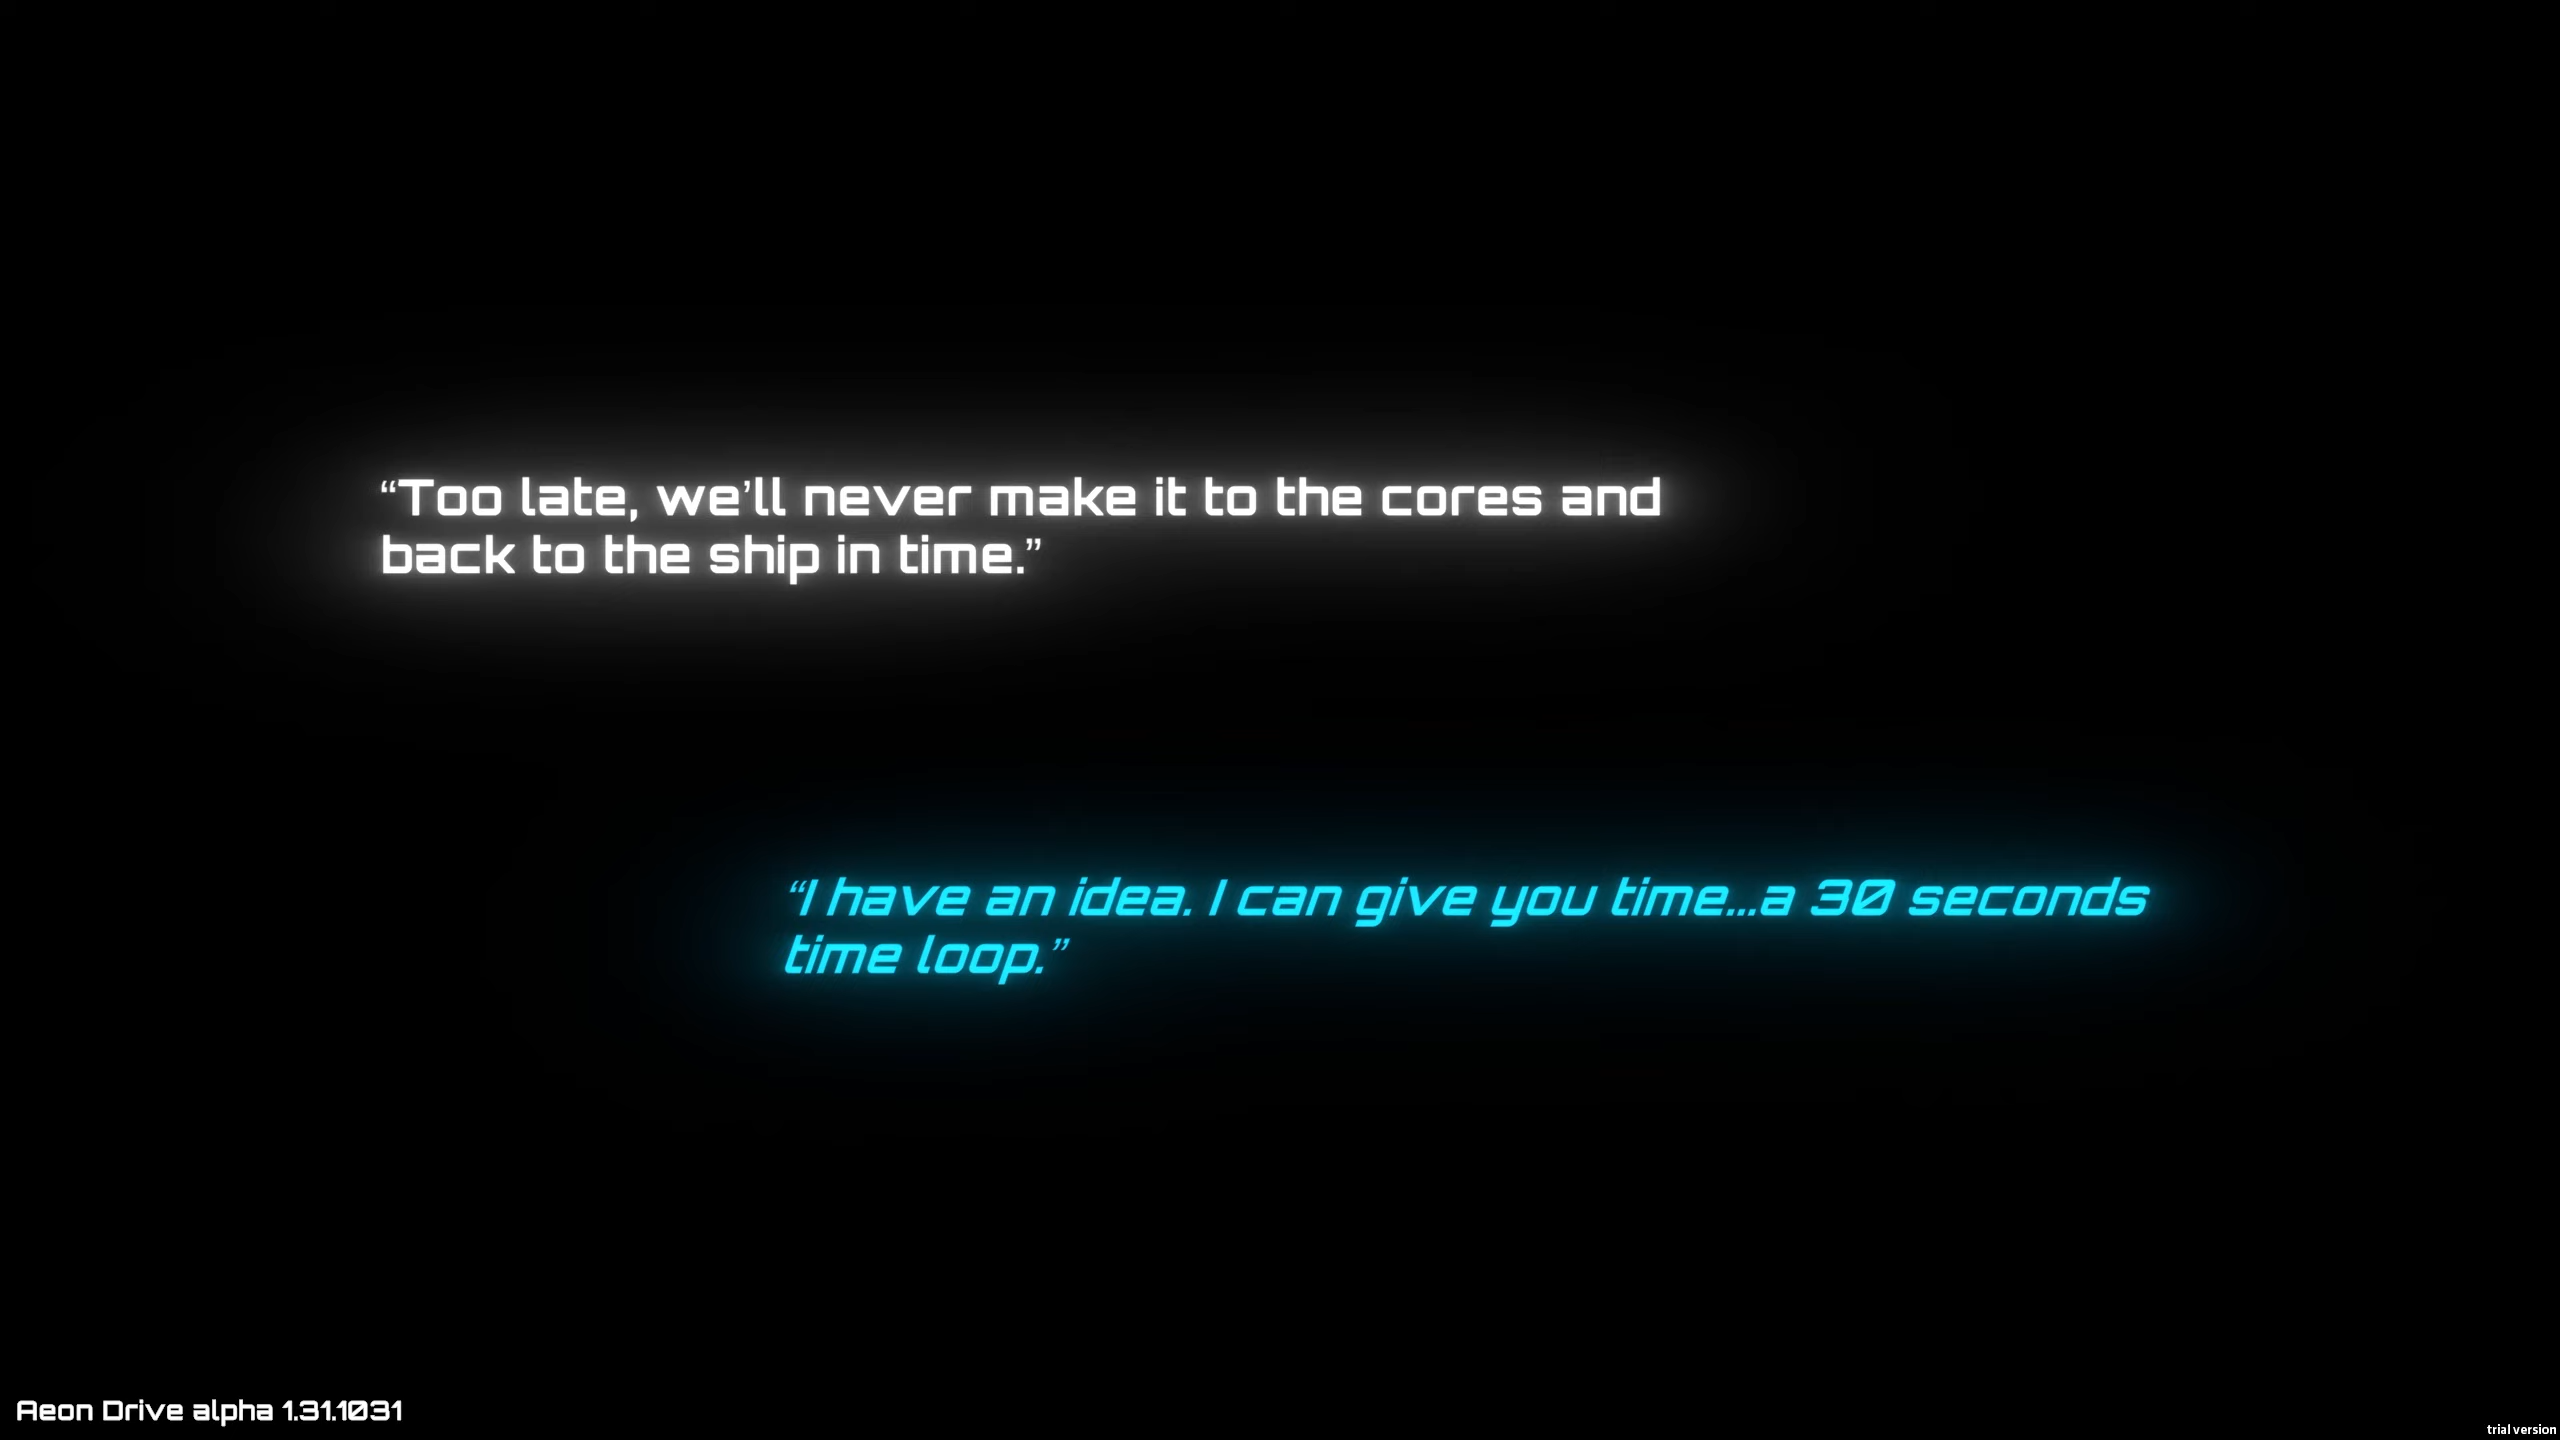 “Too late, we’ll never make it to the cores and
back to the ship in time.”
“I have an idea. I can give you time...a 30 seconds
time loop.”
Aeon Drive alpha 1.31.1031
trial version